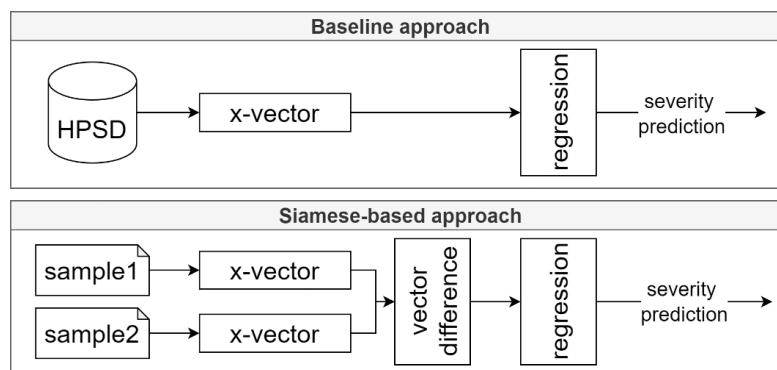 Baseline approach
HPSD
x-vector
regression
severity
prediction
Siamese-based approach
sample1
x-vector
sample2
x-vector
vector
difference
regression
severity
prediction